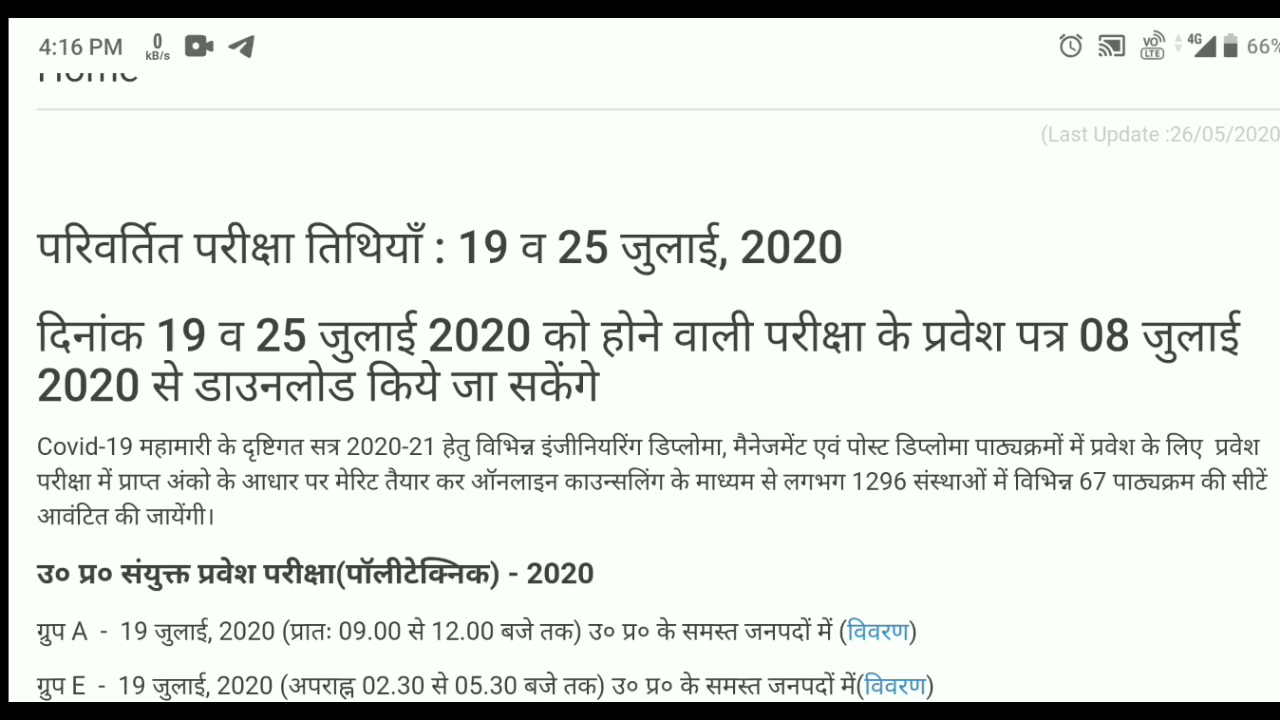 4:16 PM 0 kB/s VO LTE 4G 66%
Home
(Last Update :26/05/2020
परिवर्तित परीक्षा तिथियाँ : 19 व 25 जुलाई, 2020
दिनांक 19 व 25 जुलाई 2020 को होने वाली परीक्षा के प्रवेश पत्र 08 जुलाई
2020 से डाउनलोड किये जा सकेंगे
Covid-19 महामारी के दृष्टिगत सत्र 2020-21 हेतु विभिन्न इंजीनियरिंग डिप्लोमा, मैनेजमेंट एवं पोस्ट डिप्लोमा पाठ्यक्रमों में प्रवेश के लिए प्रवेश
परीक्षा में प्राप्त अंको के आधार पर मेरिट तैयार कर ऑनलाइन काउन्सलिंग के माध्यम से लगभग 1296 संस्थाओं में विभिन्न 67 पाठ्यक्रम की सीटें
आवंटित की जायेंगी।
उ० प्र० संयुक्त प्रवेश परीक्षा(पॉलीटेक्निक) - 2020
ग्रुप A - 19 जुलाई, 2020 (प्रातः 09.00 से 12.00 बजे तक) उ० प्र० के समस्त जनपदों में (विवरण)
ग्रुप E - 19 जुलाई, 2020 (अपराह्न 02.30 से 05.30 बजे तक) उ० प्र० के समस्त जनपदों में(विवरण)